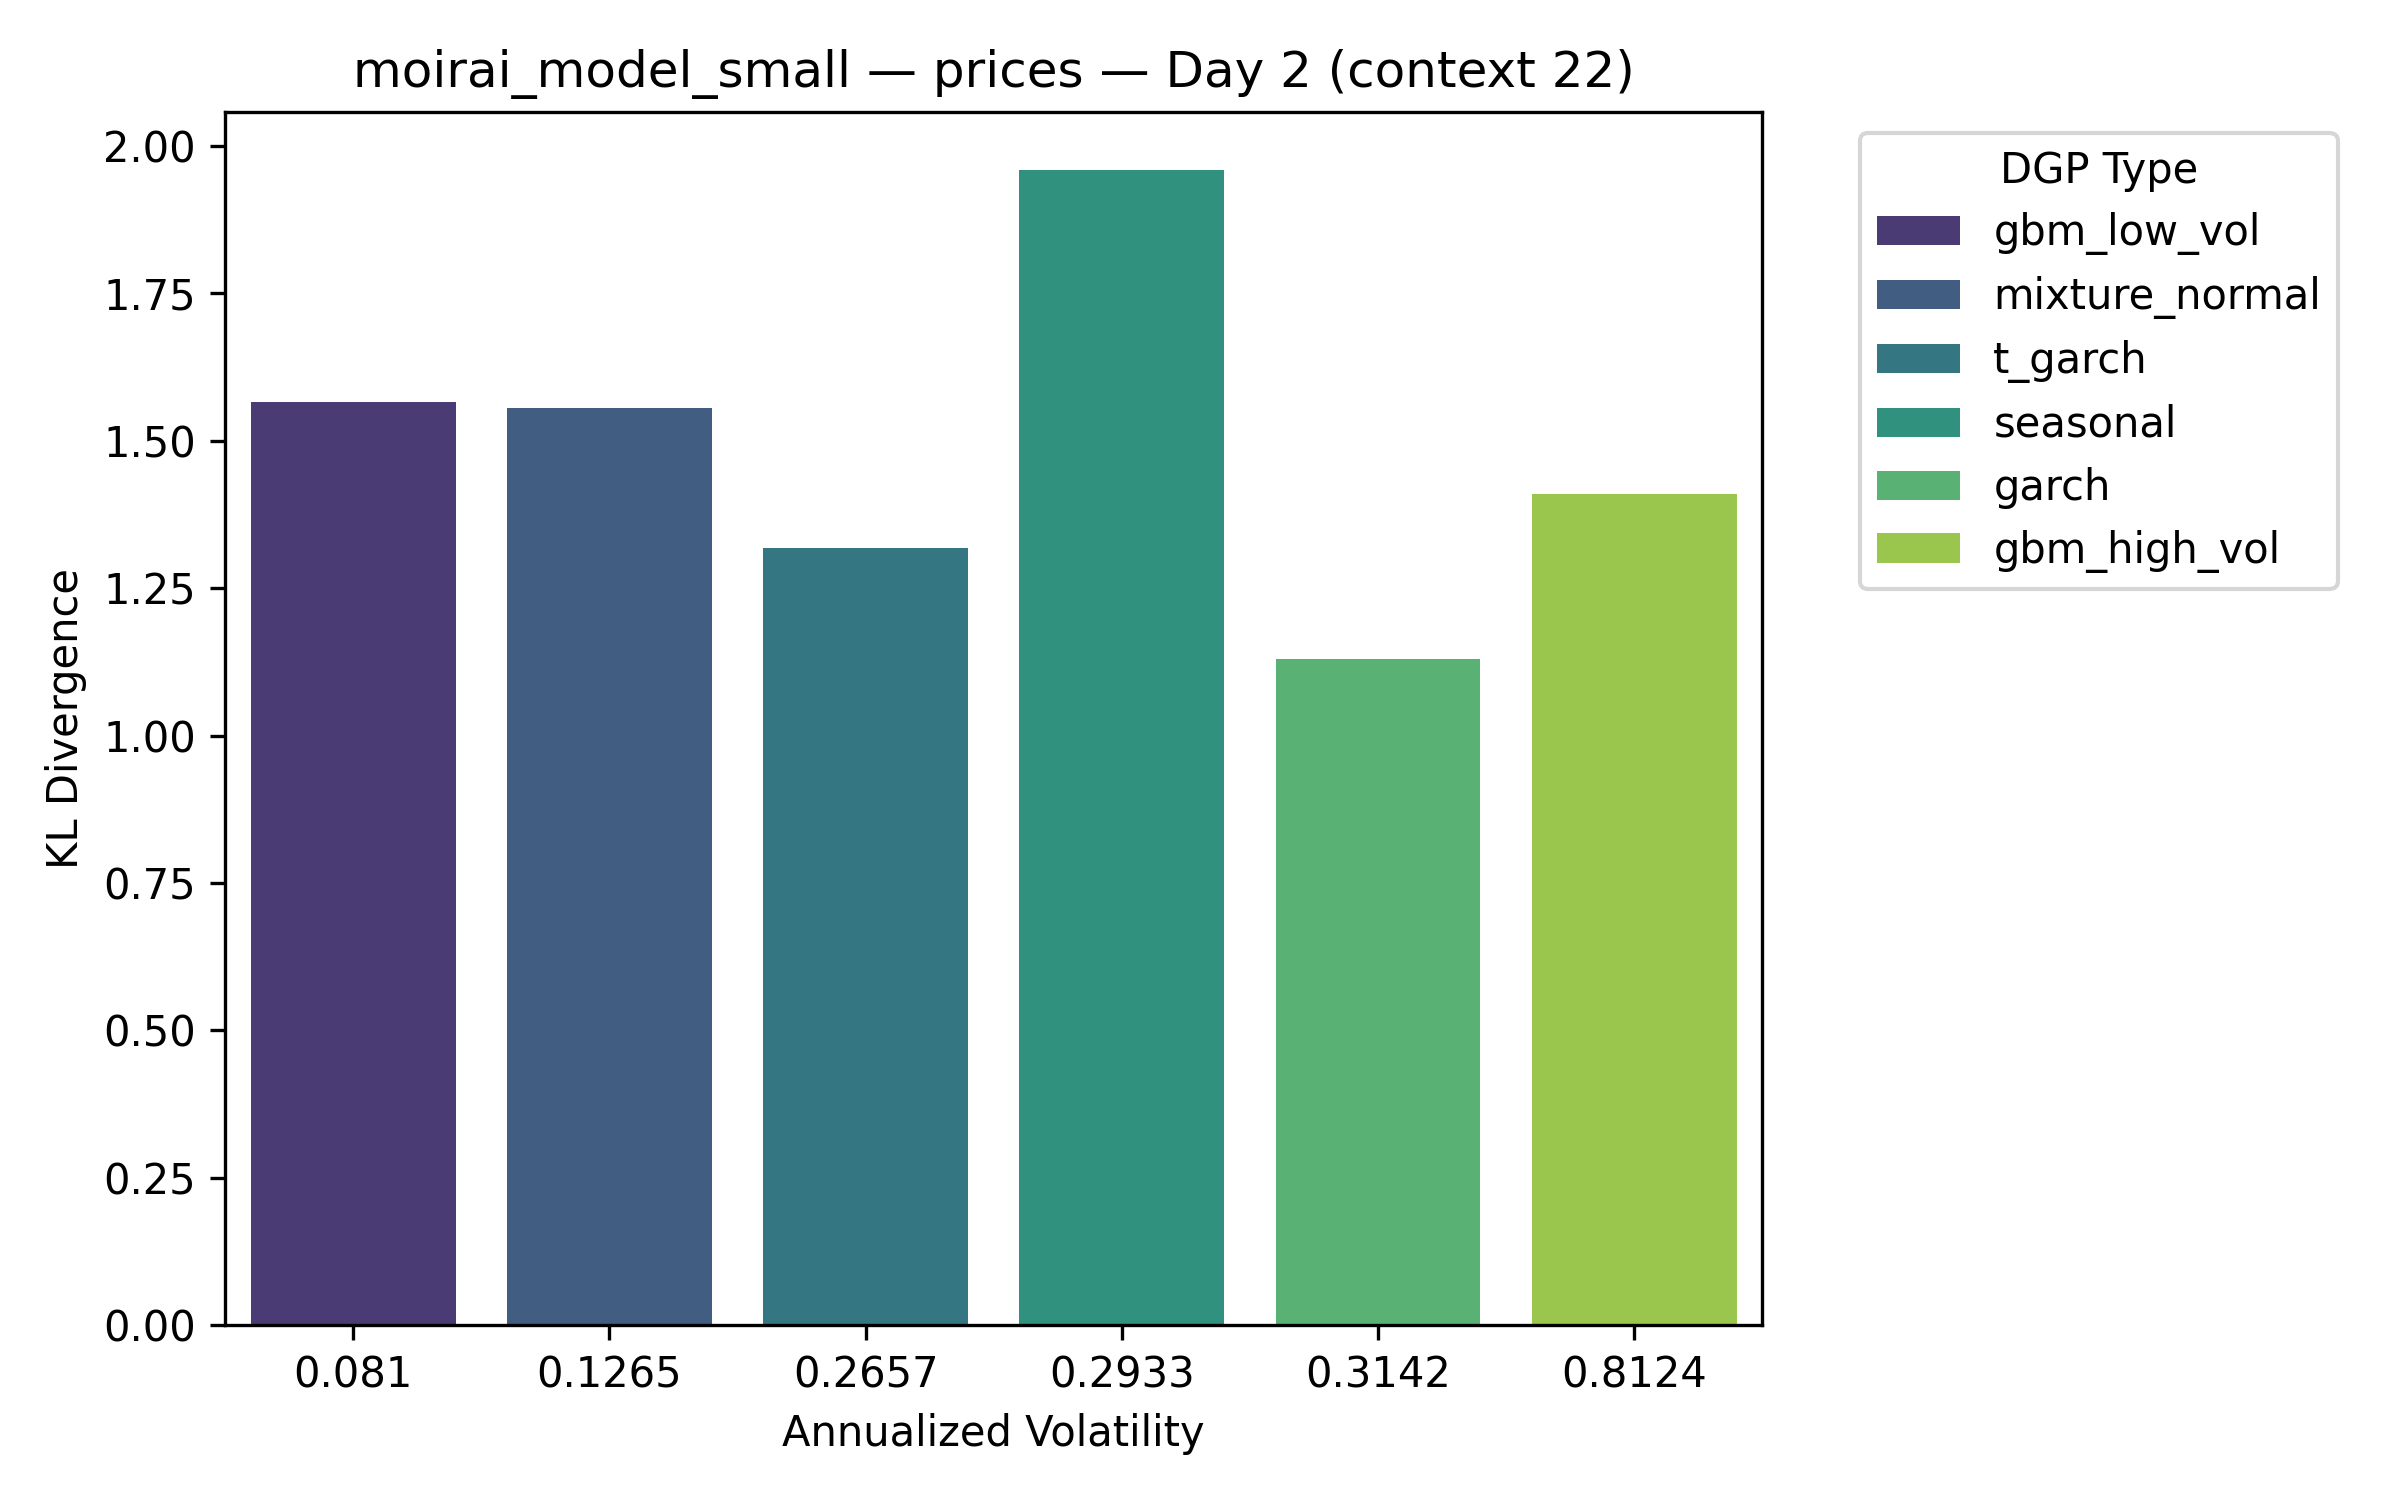 moirai_model_small — prices — Day 2 (context 22)
KL Divergence
2.00
1.75
1.50
1.25
1.00
0.75
0.50
0.25
0.00
0.081 0.1265 0.2657 0.2933 0.3142 0.8124
Annualized Volatility
DGP Type
gbm_low_vol
mixture_normal
t_garch
seasonal
garch
gbm_high_vol